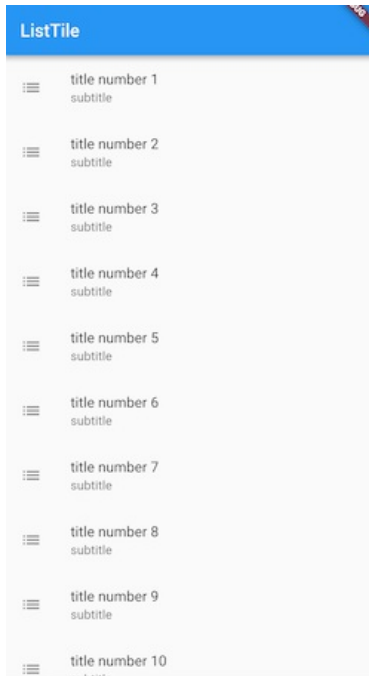 ListTile
title number 1
subtitle
title number 2
subtitle
title number 3
subtitle
title number 4
subtitle
title number 5
subtitle
title number 6
subtitle
title number 7
subtitle
title number 8
subtitle
title number 9
subtitle
title number 10